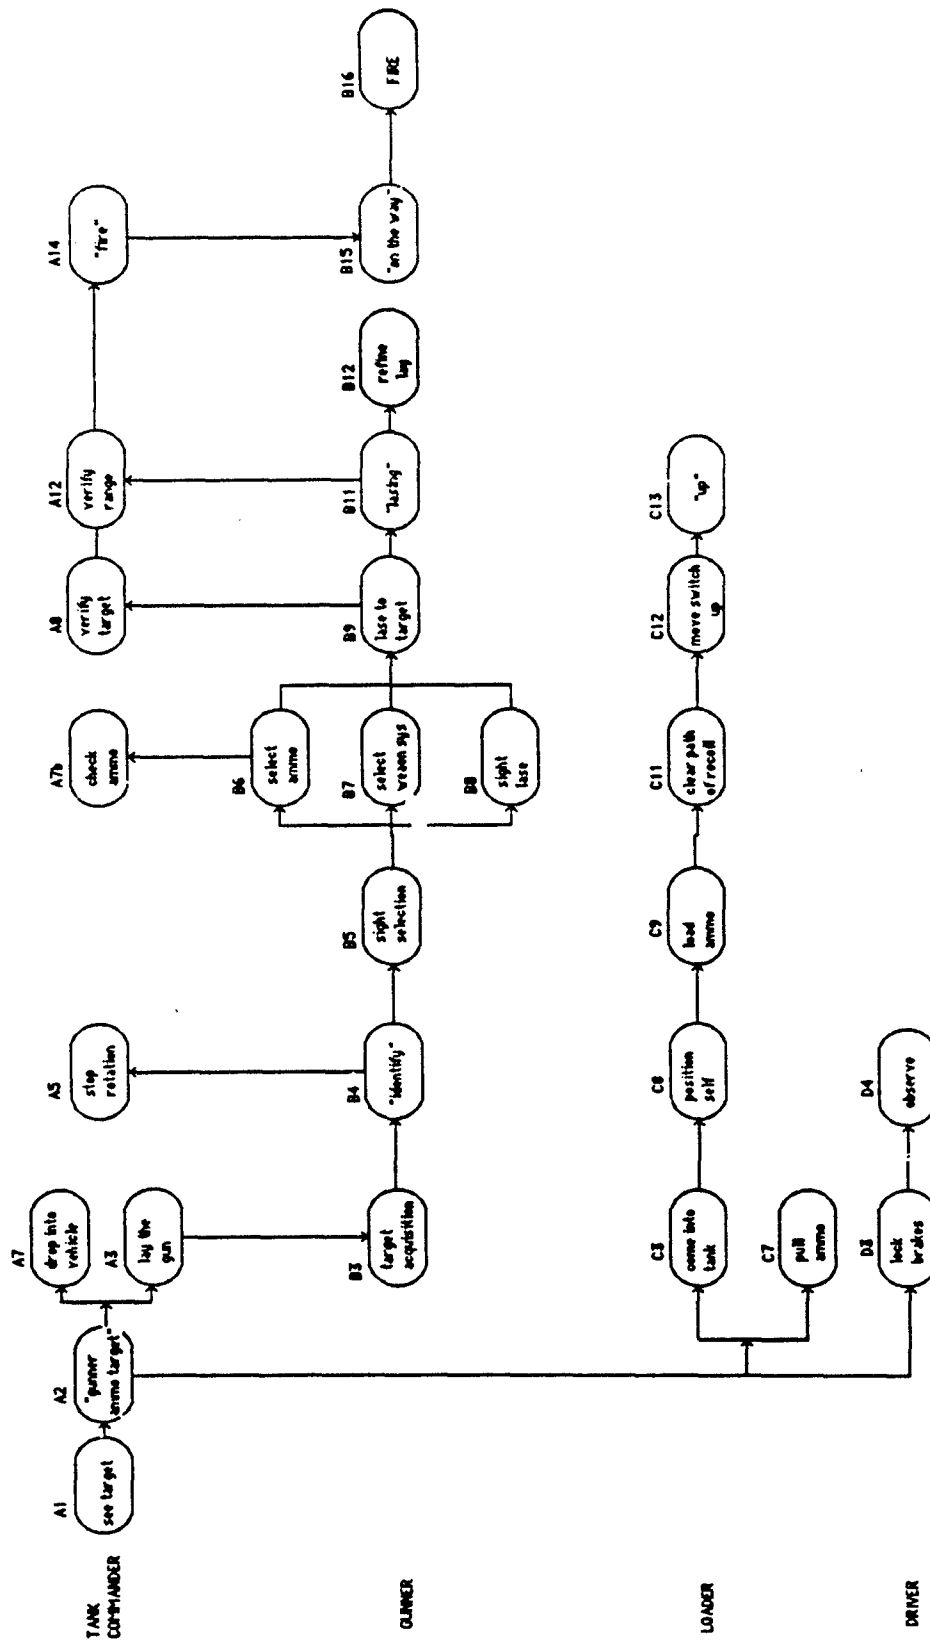 TANK
COMMANDER
A1
see target
A2
"gunner
ammo target"
A7
drop into
vehicle
A3
lay the
gun
A5
stop
rotation
A7b
check
ammo
A8
verify
target
A12
verify
range
A14
"fire"
GUNNER
B3
target
acquisition
B4
"identify"
B5
sight
selection
B6
select
ammo
B7
select
weaon sys
B8
sight
lase
B9
lase to
target
B11
"lasing"
B12
refine
lay
B15
"on the way"
B16
FIRE
LOADER
C3
come into
tank
C7
pull
ammo
C8
position
self
C9
load
ammo
C11
clear path
of recoil
C12
move switch
up
C13
"up"
DRIVER
D3
lock
brakes
D4
observe